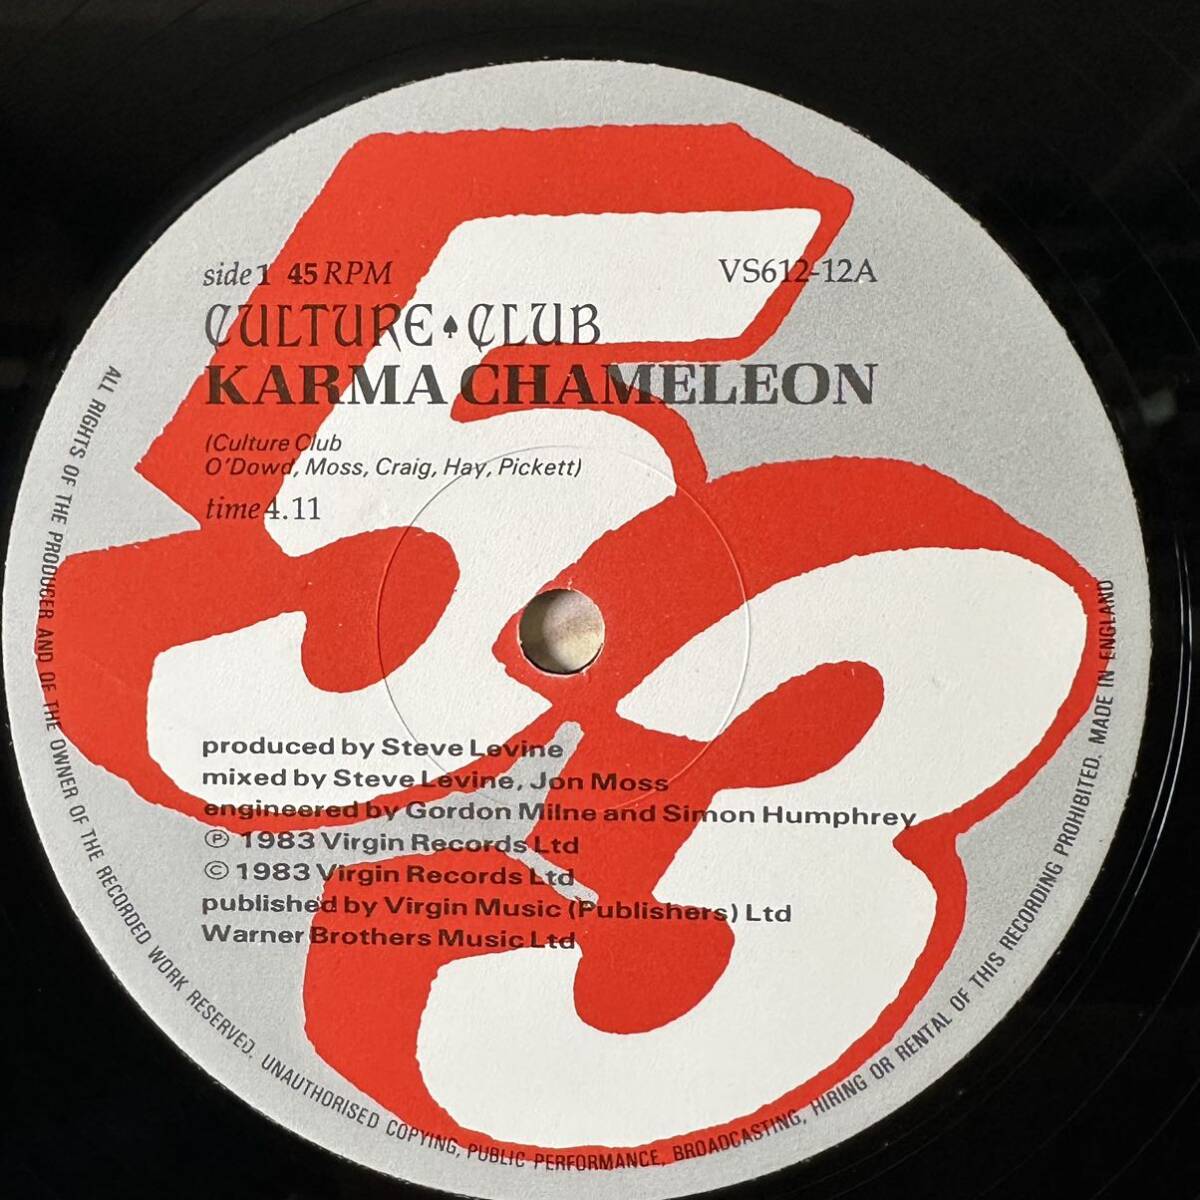 side 1 45 RPM VS612-12A
CULTURE♠CLUB
KARMA CHAMELEON
(Culture Club
O'Dowd, Moss, Craig, Hay, Pickett)
time 4.11
produced by Steve Levine
mixed by Steve Levine, Jon Moss
engineered by Gordon Milne and Simon Humphrey
℗ 1983 Virgin Records Ltd
© 1983 Virgin Records Ltd
published by Virgin Music (Publishers) Ltd
Warner Brothers Music Ltd
ALL RIGHTS OF THE PRODUCER AND OF THE OWNER OF THE RECORDED WORK RESERVED. UNAUTHORISED COPYING, PUBLIC PERFORMANCE, BROADCASTING, HIRING OR RENTAL OF THIS RECORDING PROHIBITED. MADE IN ENGLAND